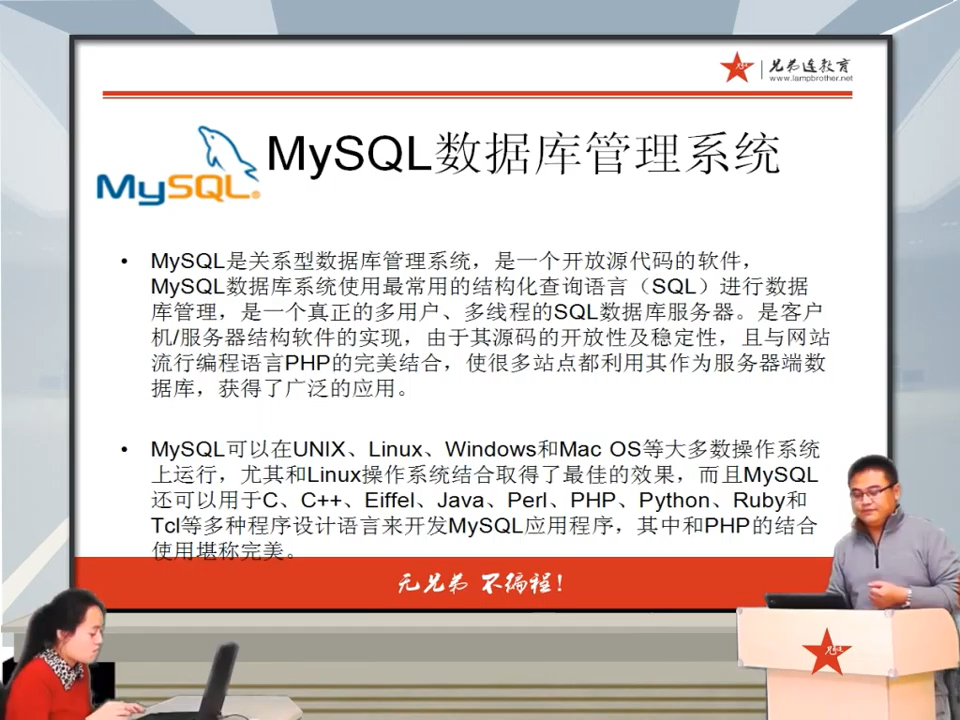 兄弟连教育
www.lampbrother.net
MySQL数据库管理系统
MySQL®
• MySQL是关系型数据库管理系统，是一个开放源代码的软件，
MySQL数据库系统使用最常用的结构化查询语言（SQL）进行数据
库管理，是一个真正的多用户、多线程的SQL数据库服务器。是客户
机/服务器结构软件的实现，由于其源码的开放性及稳定性，且与网站
流行编程语言PHP的完美结合，使很多站点都利用其作为服务器端数
据库，获得了广泛的应用。
• MySQL可以在UNIX、Linux、Windows和Mac OS等大多数操作系统
上运行，尤其和Linux操作系统结合取得了最佳的效果，而且MySQL
还可以用于C、C++、Eiffel、Java、Perl、PHP、Python、Ruby和
Tcl等多种程序设计语言来开发MySQL应用程序，其中和PHP的结合
使用堪称完美。
无兄弟 不编程！